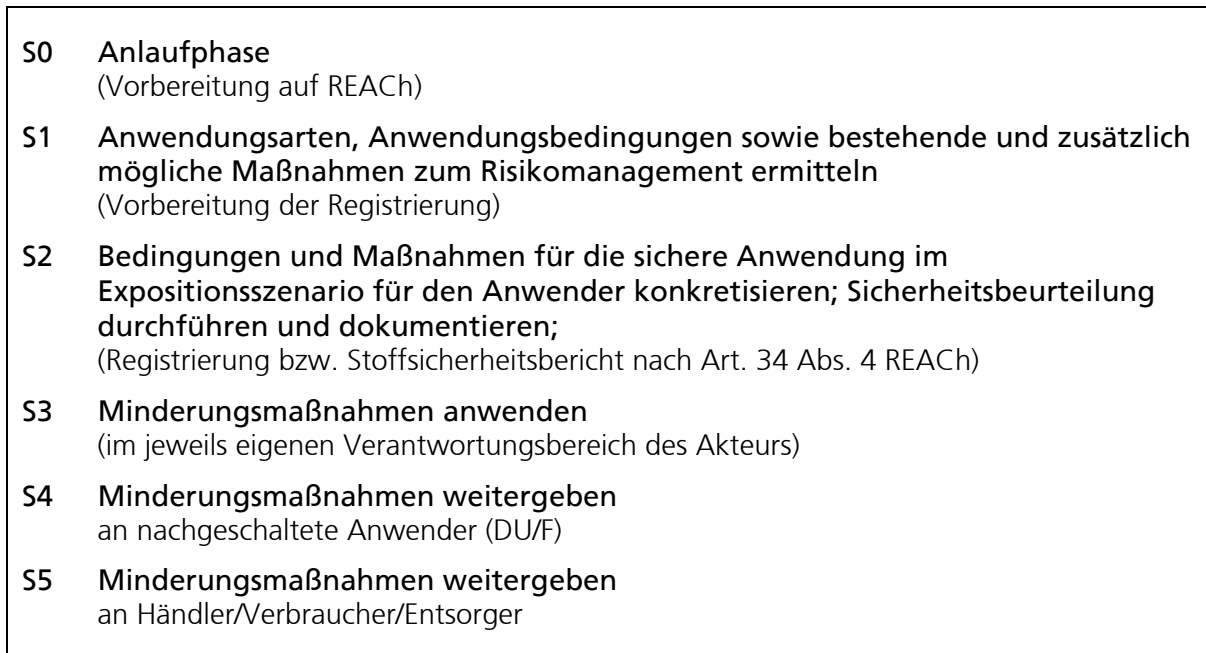 S0 Anlaufphase
(Vorbereitung auf REACh)
S1 Anwendungsarten, Anwendungsbedingungen sowie bestehende und zusätzlich
mögliche Maßnahmen zum Risikomanagement ermitteln
(Vorbereitung der Registrierung)
S2 Bedingungen und Maßnahmen für die sichere Anwendung im
Expositionsszenario für den Anwender konkretisieren; Sicherheitsbeurteilung
durchführen und dokumentieren;
(Registrierung bzw. Stoffsicherheitsbericht nach Art. 34 Abs. 4 REACh)
S3 Minderungsmaßnahmen anwenden
(im jeweils eigenen Verantwortungsbereich des Akteurs)
S4 Minderungsmaßnahmen weitergeben
an nachgeschaltete Anwender (DU/F)
S5 Minderungsmaßnahmen weitergeben
an Händler/Verbraucher/Entsorger